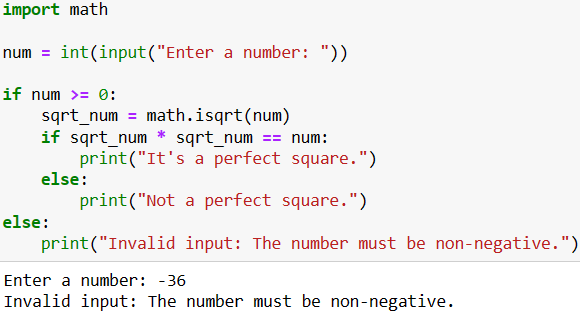 import math
num = int(input("Enter a number: "))
if num >= 0:
    sqrt_num = math.isqrt(num)
    if sqrt_num * sqrt_num == num:
        print("It's a perfect square.")
    else:
        print("Not a perfect square.")
else:
    print("Invalid input: The number must be non-negative.")
Enter a number: -36
Invalid input: The number must be non-negative.